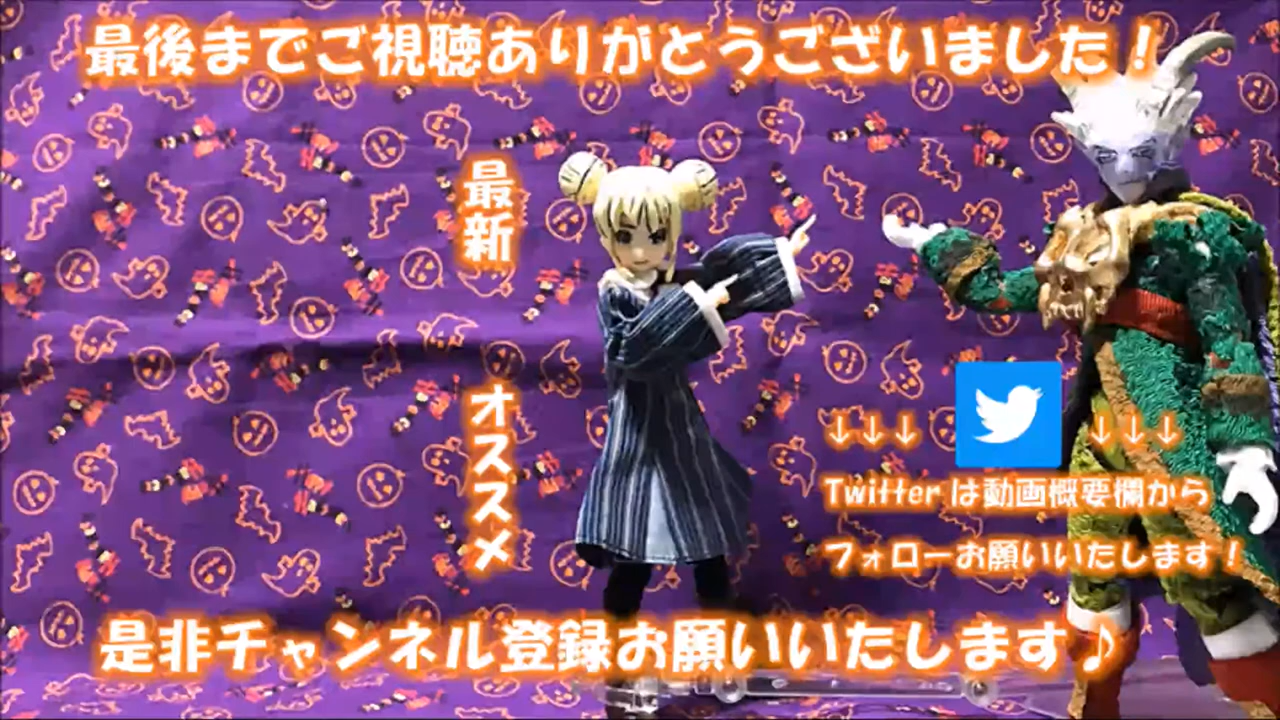 最後までご視聴ありがとうございました！
最新
オススメ
↓↓↓ ↓↓↓
Twitterは動画概要欄から
フォローお願いいたします！
是非チャンネル登録お願いいたします♪